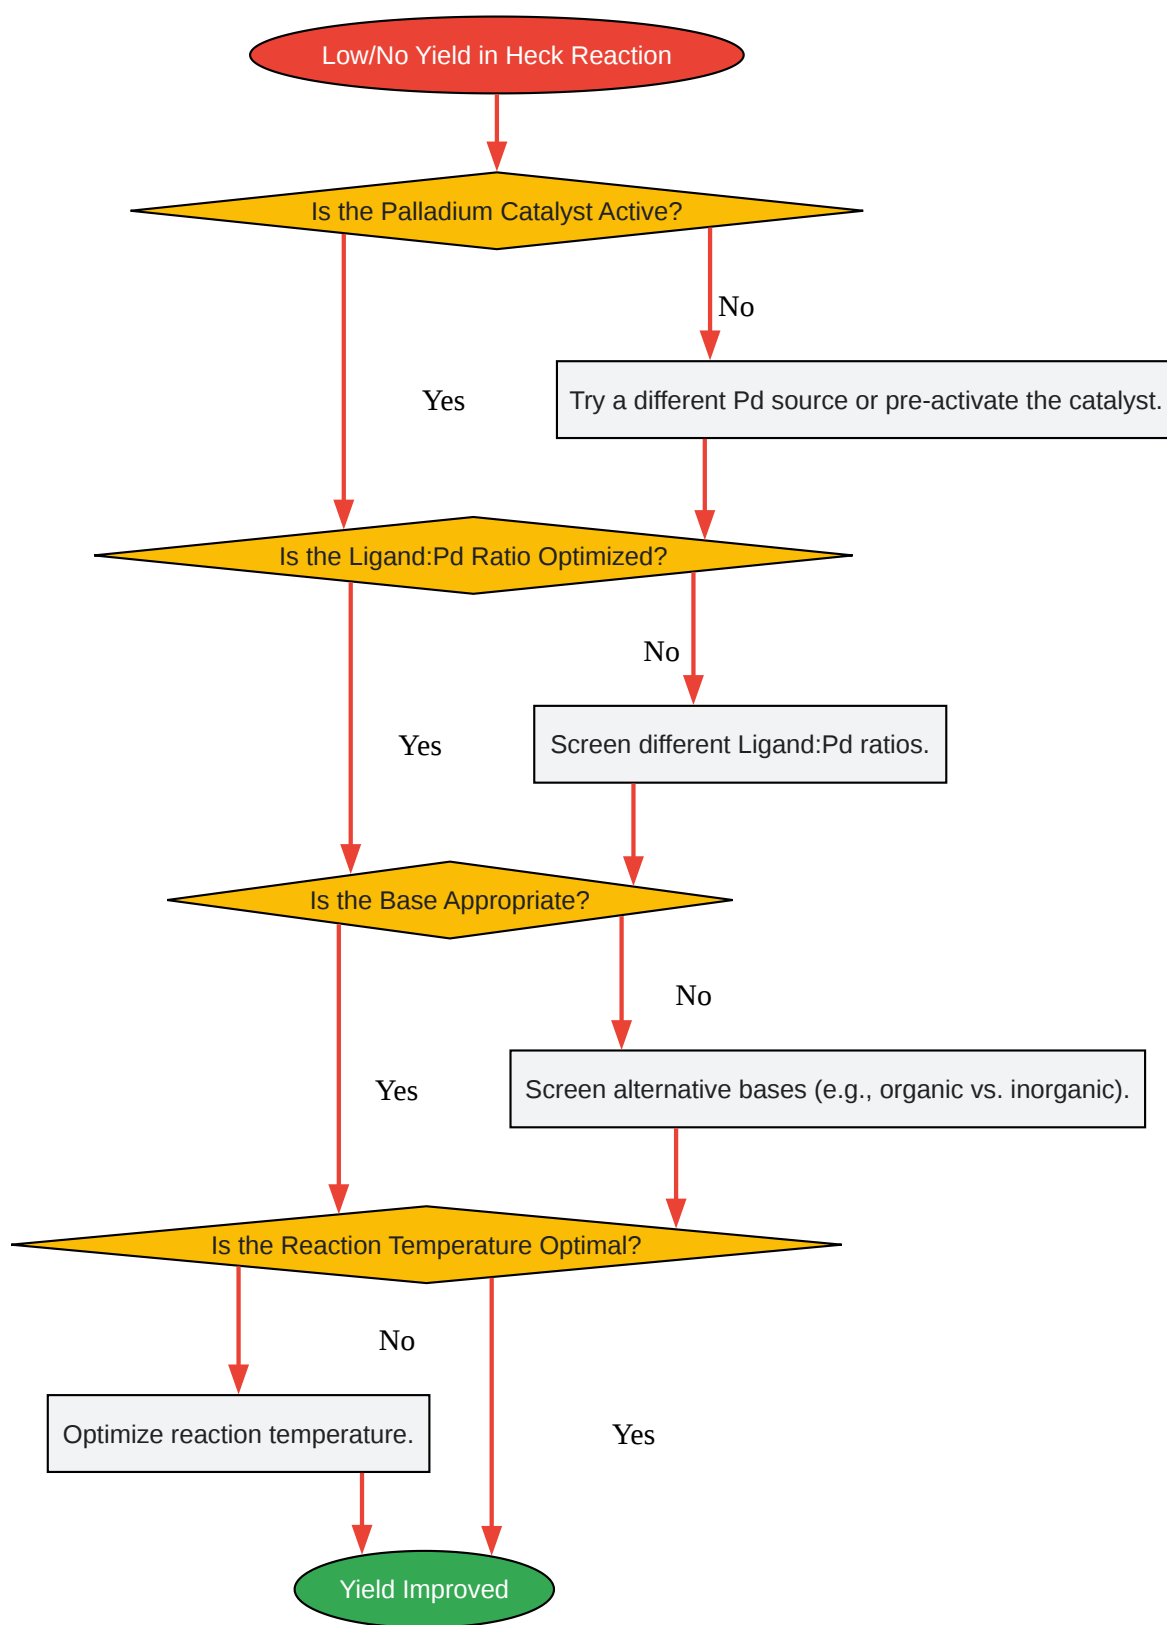 Low/No Yield in Heck Reaction
Is the Palladium Catalyst Active?
No
Yes
Try a different Pd source or pre-activate the catalyst.
Is the Ligand:Pd Ratio Optimized?
No
Yes
Screen different Ligand:Pd ratios.
Is the Base Appropriate?
No
Yes
Screen alternative bases (e.g., organic vs. inorganic).
Is the Reaction Temperature Optimal?
No
Optimize reaction temperature.
Yes
Yield Improved